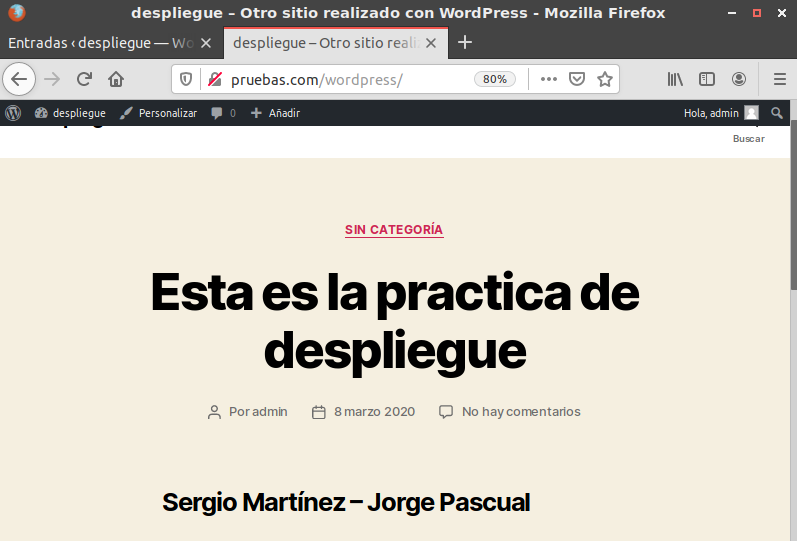 despliegue – Otro sitio realizado con WordPress - Mozilla Firefox
Entradas ‹ despliegue — Wo
despliegue – Otro sitio reali
pruebas.com/wordpress/
80%
despliegue
Personalizar
0
Añadir
Hola, admin
Buscar
SIN CATEGORÍA
Esta es la practica de
despliegue
Por admin
8 marzo 2020
No hay comentarios
Sergio Martínez – Jorge Pascual